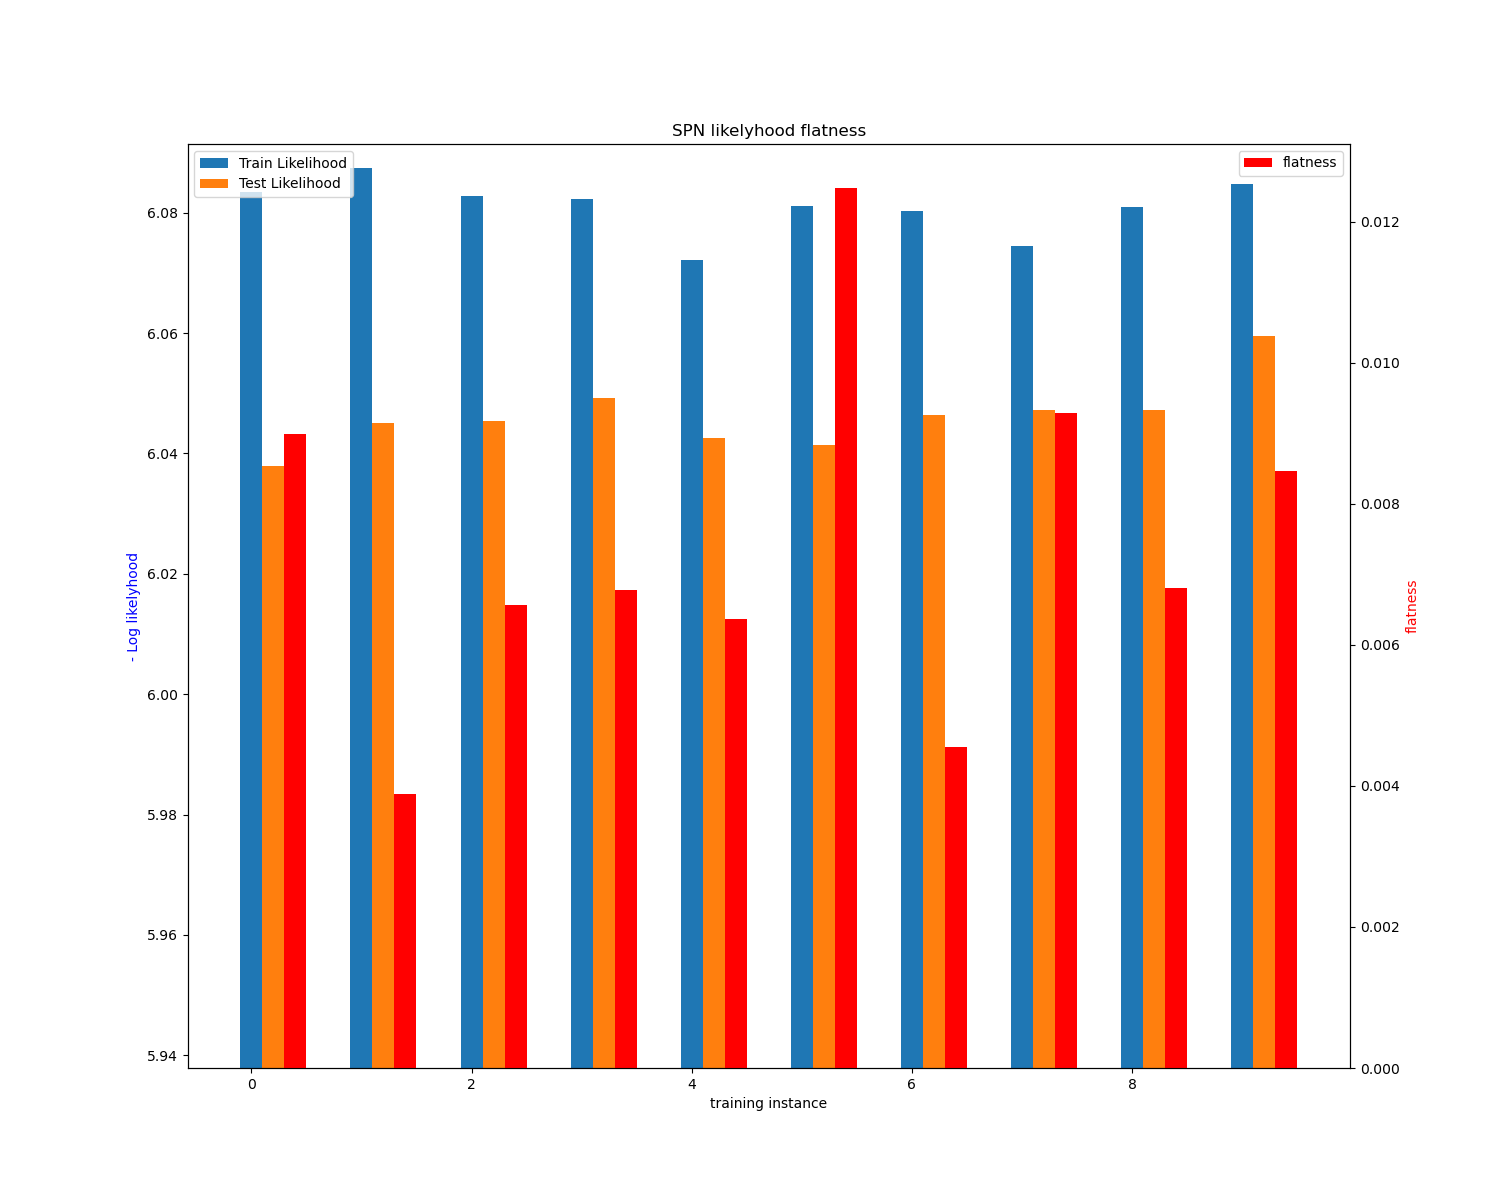 SPN likelyhood flatness
Train Likelihood
Test Likelihood
flatness
6.08
6.06
6.04
6.02
6.00
5.98
5.96
5.94
- Log likelyhood
0.012
0.010
0.008
0.006
0.004
0.002
0.000
flatness
0
2
4
6
8
training instance